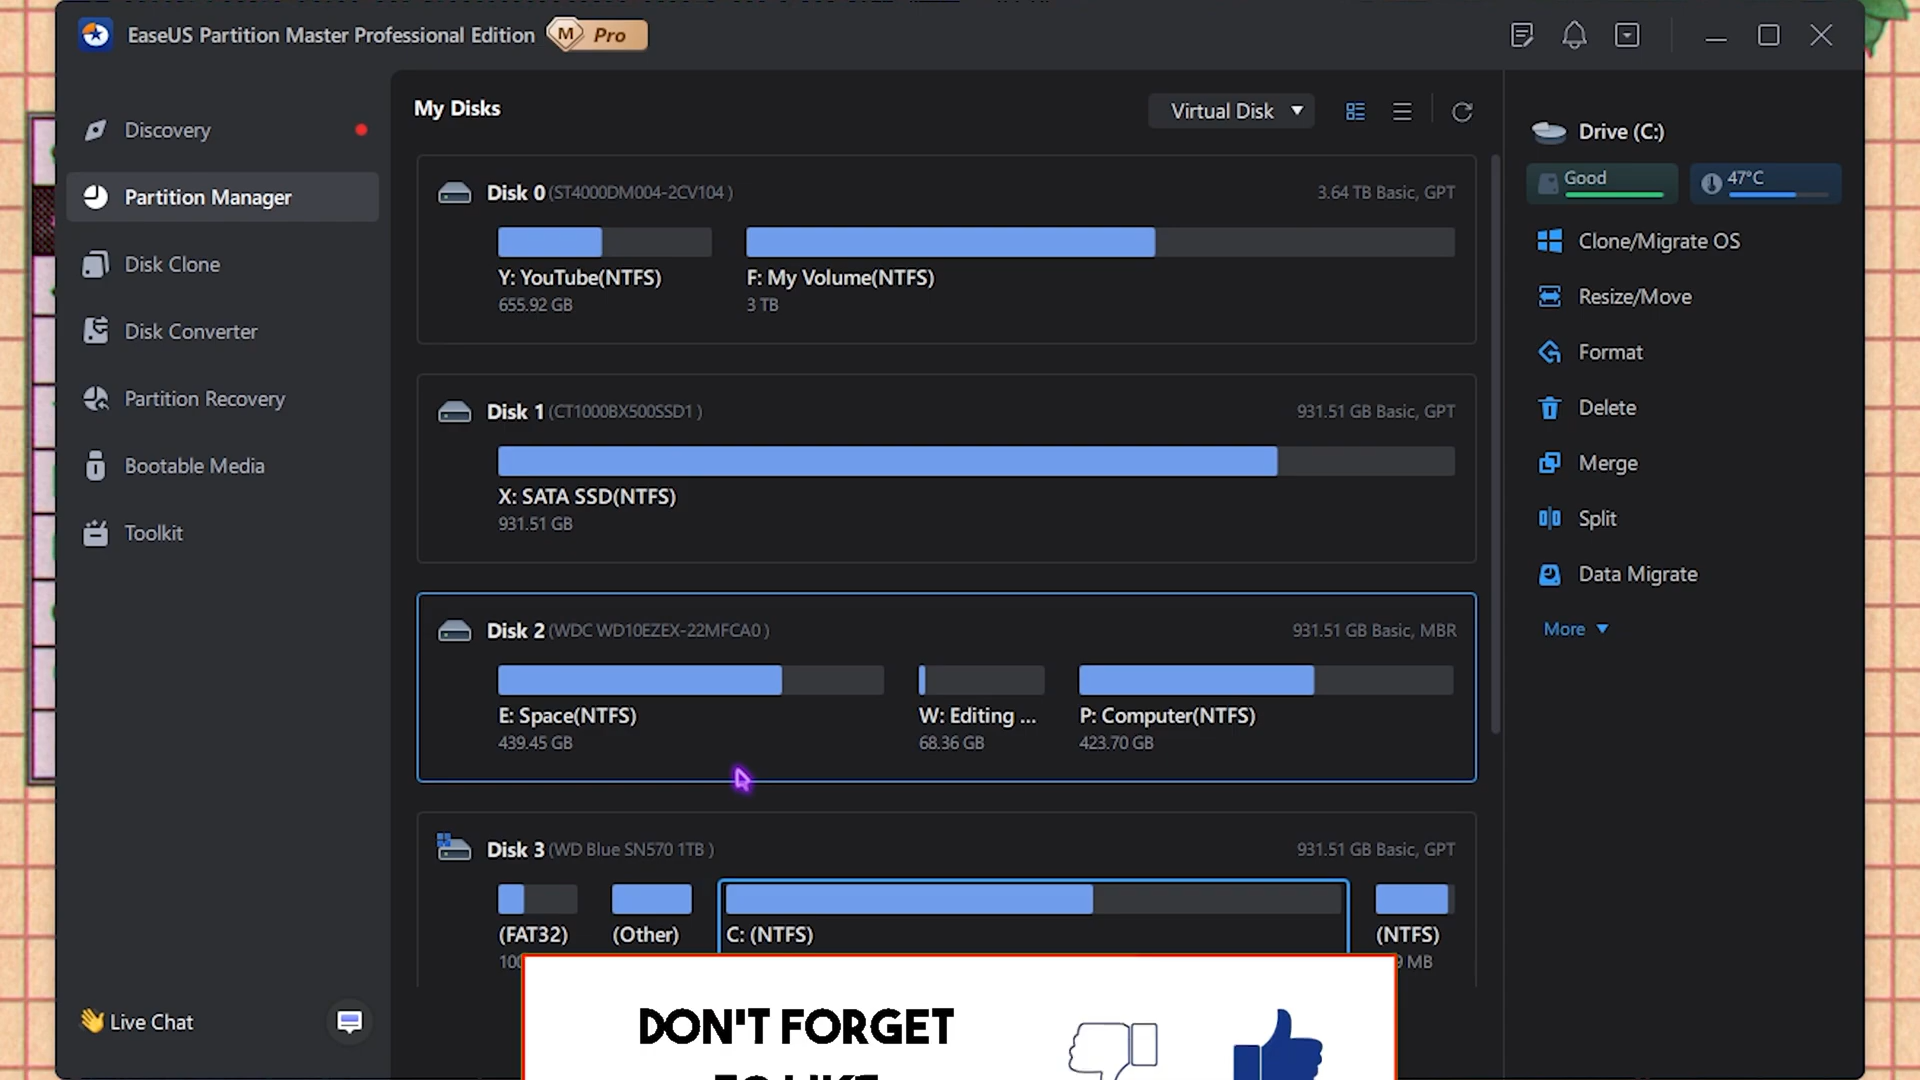 EaseUS Partition Master Professional Edition M Pro
Discovery
Partition Manager
Disk Clone
Disk Converter
Partition Recovery
Bootable Media
Toolkit
Live Chat
My Disks
Virtual Disk
Disk 0 (ST4000DM004-2CV104 )
3.64 TB Basic, GPT
Y: YouTube(NTFS)
655.92 GB
F: My Volume(NTFS)
3 TB
Disk 1 (CT1000BX500SSD1 )
931.51 GB Basic, GPT
X: SATA SSD(NTFS)
931.51 GB
Disk 2 (WDC WD10EZEX-22MFCA0 )
931.51 GB Basic, MBR
E: Space(NTFS)
439.45 GB
W: Editing ...
68.36 GB
P: Computer(NTFS)
423.70 GB
Disk 3 (WD Blue SN570 1TB )
931.51 GB Basic, GPT
(FAT32)
(Other)
C: (NTFS)
(NTFS)
MB
DON'T FORGET
TO LIKE
Drive (C:)
Good
47°C
Clone/Migrate OS
Resize/Move
Format
Delete
Merge
Split
Data Migrate
More